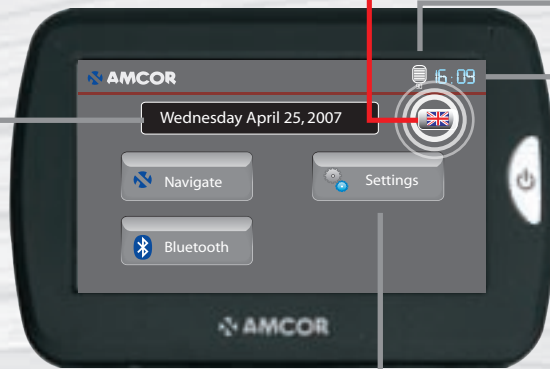 AMCOR
16:09
Wednesday April 25, 2007
Navigate
Settings
Bluetooth
AMCOR